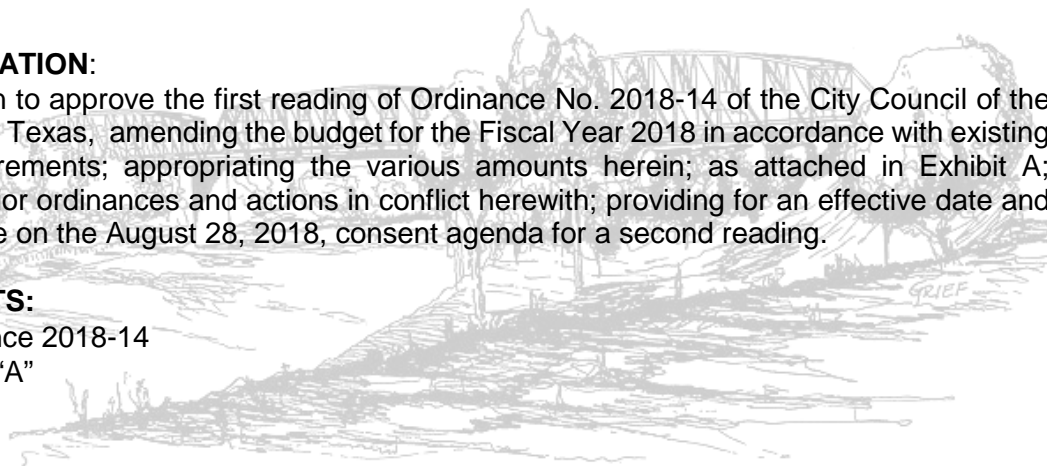 ATION:
n to approve the first reading of Ordinance No. 2018-14 of the City Council of the
Texas, amending the budget for the Fiscal Year 2018 in accordance with existing
rements; appropriating the various amounts herein; as attached in Exhibit A;
or ordinances and actions in conflict herewith; providing for an effective date and
e on the August 28, 2018, consent agenda for a second reading.
TS:
nce 2018-14
“A”
GRIEF